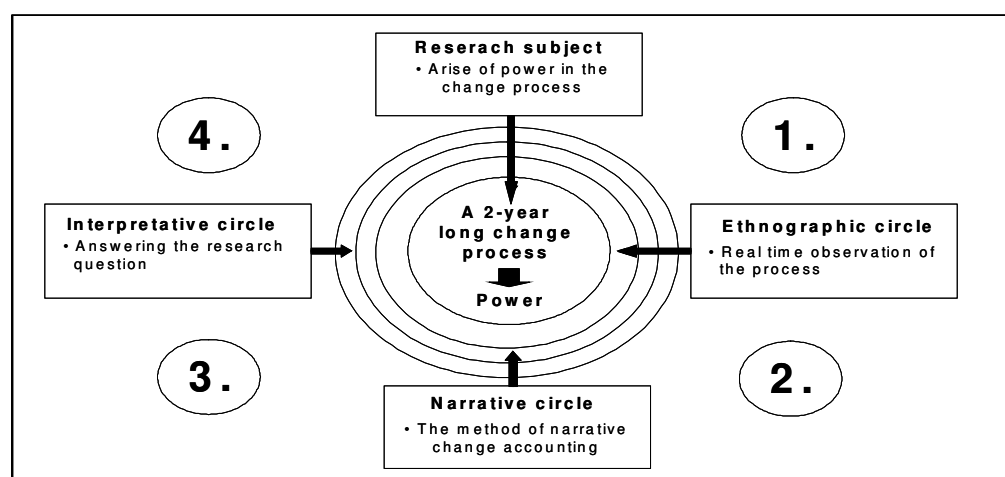 Reserach subject
• Arise of power in the
change process
4.
1.
Interpretative circle
• Answering the research
question
A 2-year
long change
process
Power
Ethnographic circle
• Real time observation of
the process
3.
2.
Narrative circle
• The method of narrative
change accounting